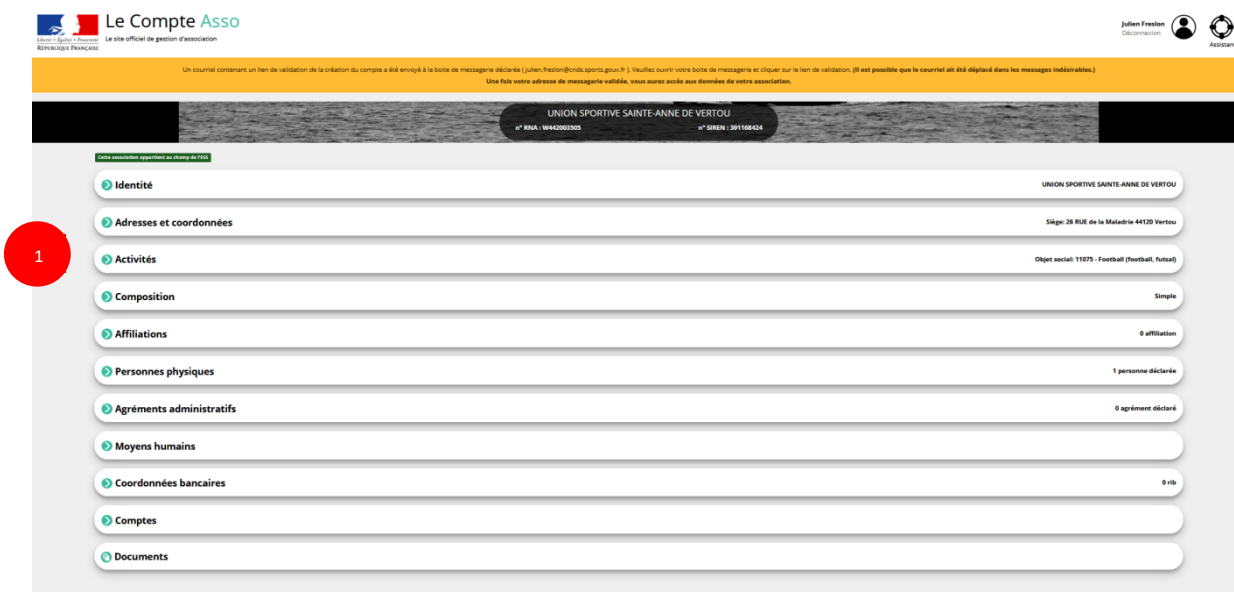 Le Compte Asso
Le site officiel de gestion d'association
Liberté • Égalité • Fraternité
RÉPUBLIQUE FRANÇAISE
Julien Freslon
Déconnexion
Assistan
Un courriel contenant un lien de validation de la création du compte a été envoyé à la boite de messagerie déclarée ( julien.freslon@cnds.sports.gouv.fr ). Veuillez ouvrir votre boite de messagerie et cliquer sur le lien de validation. (Il est possible que le courriel ait été déplacé dans les messages indésirables.)
Une fois votre adresse de messagerie validée, vous aurez accès aux données de votre association.
UNION SPORTIVE SAINTE-ANNE DE VERTOU
n° RNA : W442003505 n° SIREN : 391168424
Cette association appartient au champ de l'ESS
Identité UNION SPORTIVE SAINTE-ANNE DE VERTOU
Adresses et coordonnées Siège: 26 RUE de la Maladrie 44120 Vertou
1
Activités Objet social: 11075 - Football (football, futsal)
Composition Simple
Affiliations 0 affiliation
Personnes physiques 1 personne déclarée
Agréments administratifs 0 agrément déclaré
Moyens humains
Coordonnées bancaires 0 rib
Comptes
Documents